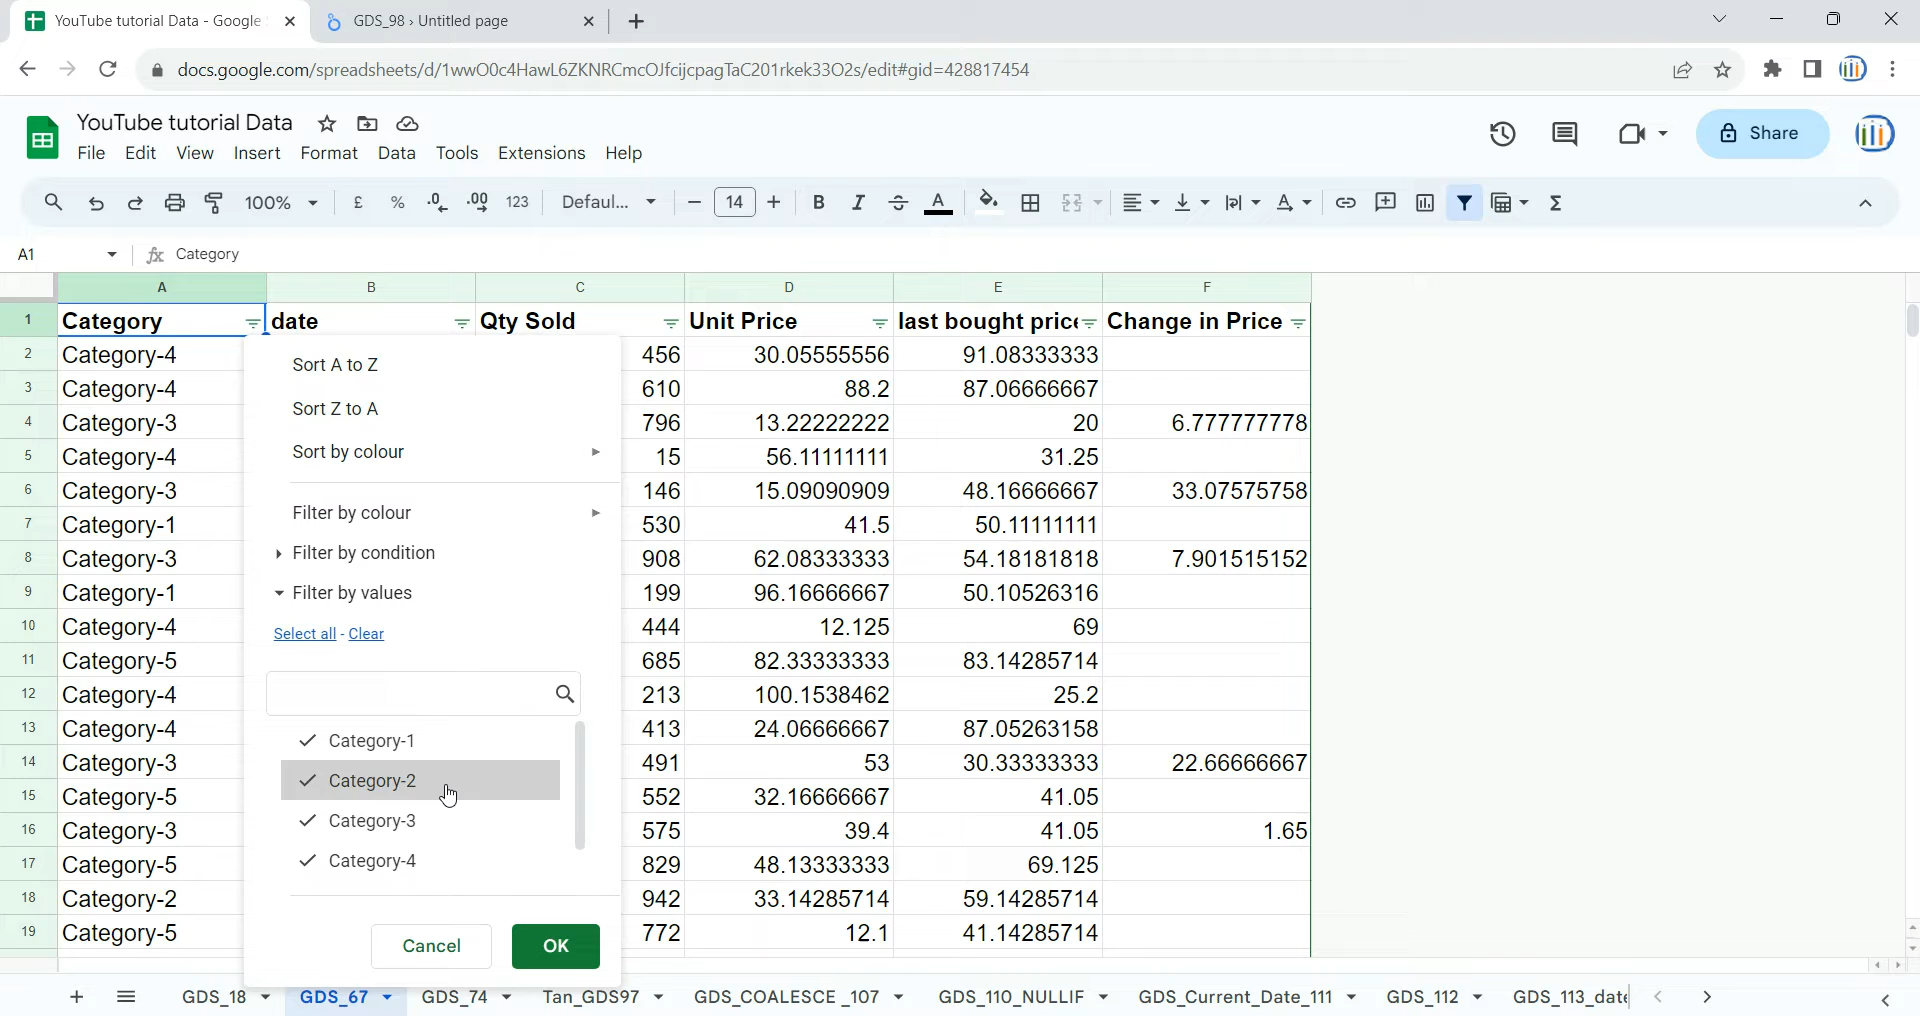 YouTube tutorial Data - Google
GDS_98 › Untitled page
docs.google.com/spreadsheets/d/1wwO0c4HawL6ZKNRCmcOJfcijcpagTaC201rkek33O2s/edit#gid=428817454
YouTube tutorial Data
File Edit View Insert Format Data Tools Extensions Help
Share
100% £ % .0 .00 123 Defaul... 14 B I A
A1 fx Category
A B C D E F
1 Category date Qty Sold Unit Price last bought price Change in Price
2 Category-4 456 30.05555556 91.08333333
3 Category-4 610 88.2 87.06666667
4 Category-3 796 13.22222222 20 6.777777778
5 Category-4 15 56.11111111 31.25
6 Category-3 146 15.09090909 48.16666667 33.07575758
7 Category-1 530 41.5 50.11111111
8 Category-3 908 62.08333333 54.18181818 7.901515152
9 Category-1 199 96.16666667 50.10526316
10 Category-4 444 12.125 69
11 Category-5 685 82.33333333 83.14285714
12 Category-4 213 100.1538462 25.2
13 Category-4 413 24.06666667 87.05263158
14 Category-3 491 53 30.33333333 22.66666667
15 Category-5 552 32.16666667 41.05
16 Category-3 575 39.4 41.05 1.65
17 Category-5 829 48.13333333 69.125
18 Category-2 942 33.14285714 59.14285714
19 Category-5 772 12.1 41.14285714
Sort A to Z
Sort Z to A
Sort by colour
Filter by colour
Filter by condition
Filter by values
Select all - Clear
Category-1
Category-2
Category-3
Category-4
Cancel OK
GDS_18 GDS_67 GDS_74 Tan_GDS97 GDS_COALESCE _107 GDS_110_NULLIF GDS_Current_Date_111 GDS_112 GDS_113_date